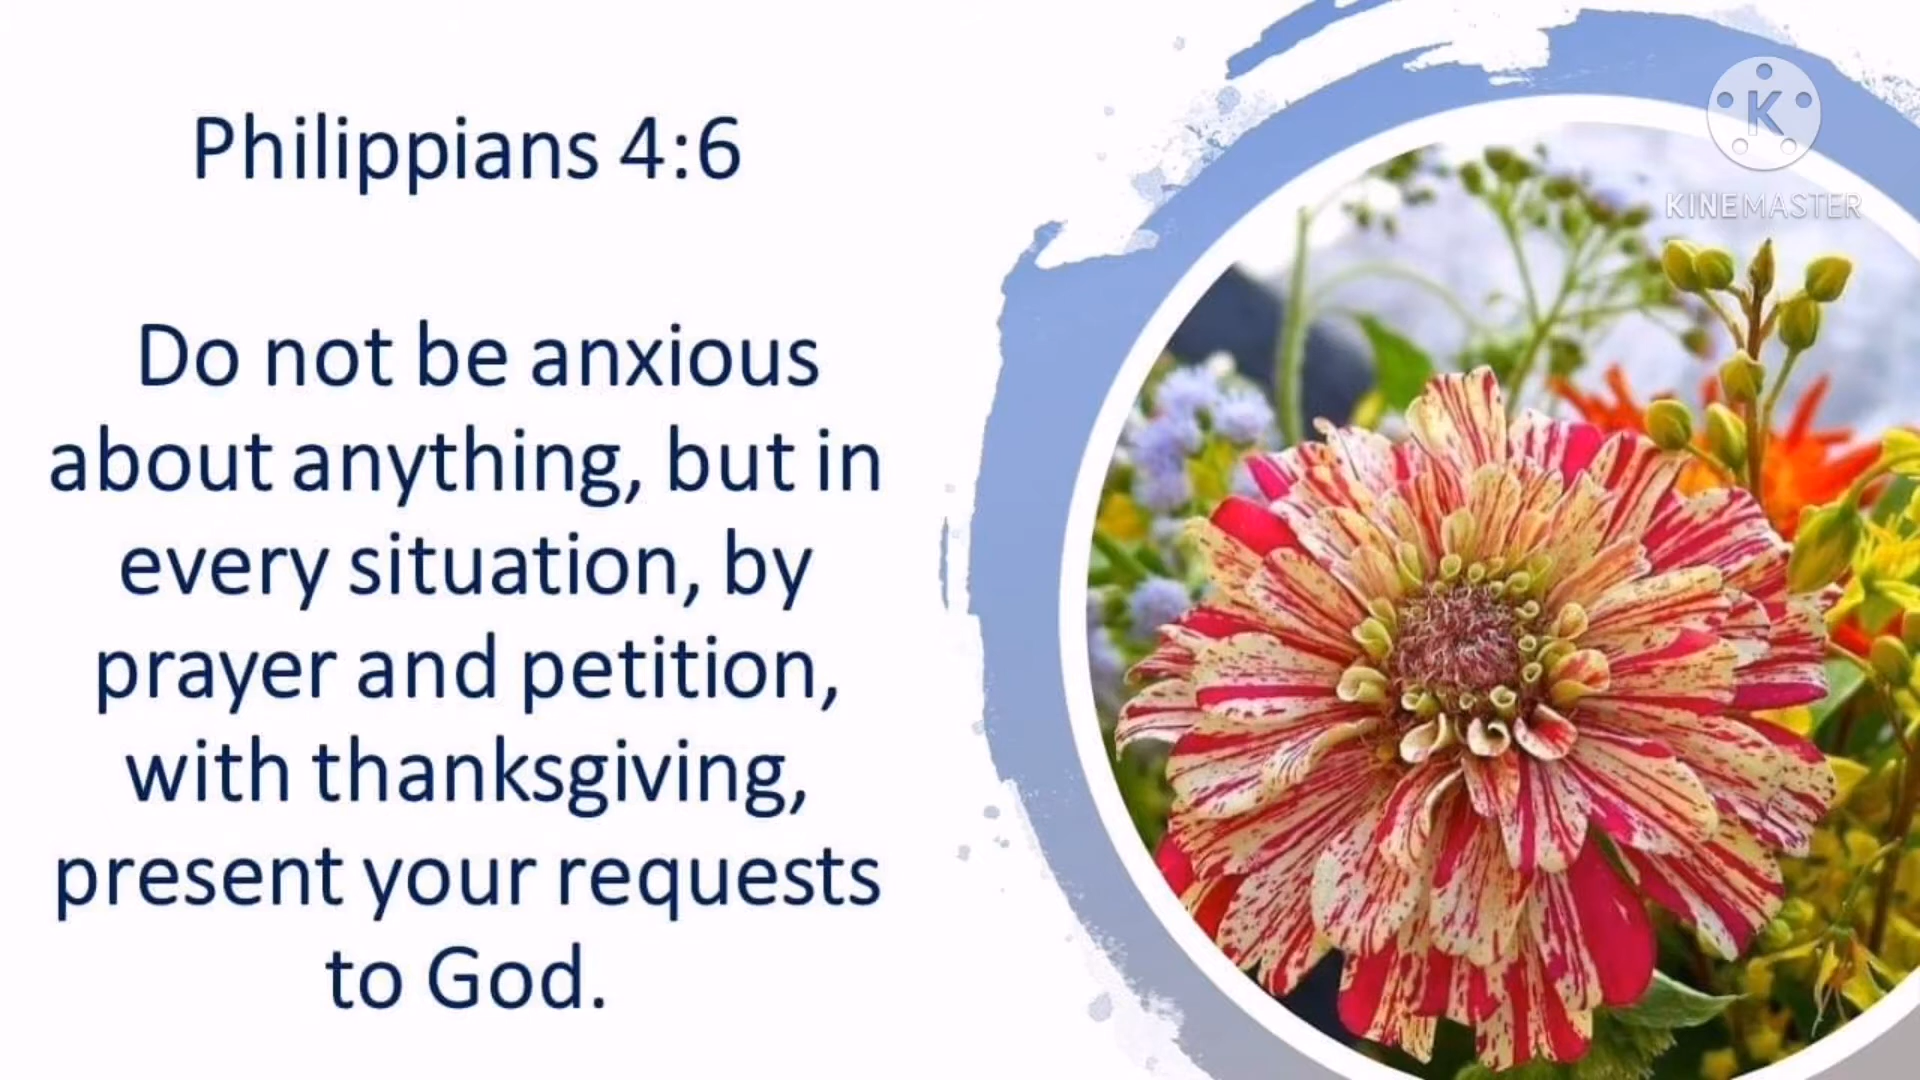 Philippians 4:6
Do not be anxious
about anything, but in
every situation, by
prayer and petition,
with thanksgiving,
present your requests
to God.
K
KINEMASTER